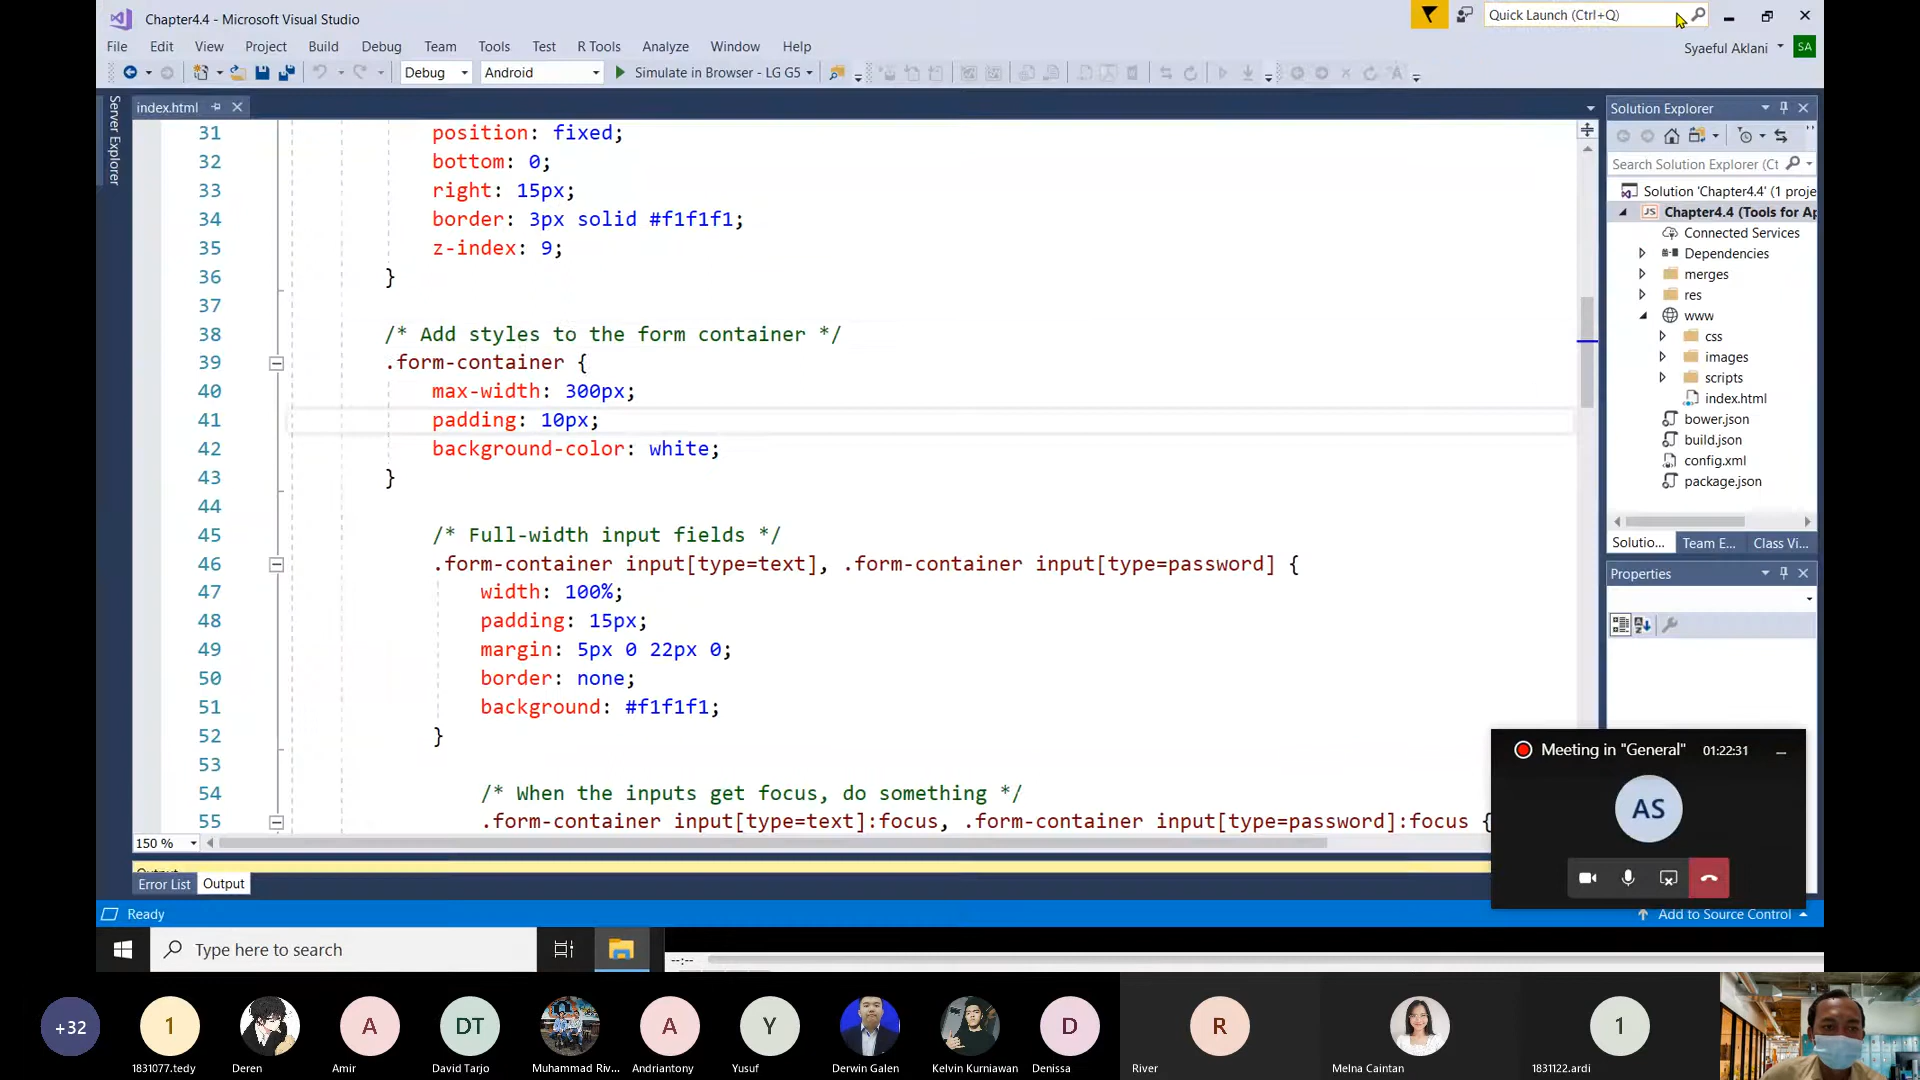 Chapter4.4 - Microsoft Visual Studio
Quick Launch (Ctrl+Q)
File Edit View Project Build Debug Team Tools Test R Tools Analyze Window Help
Syaeful Aklani
SA
Debug Android Simulate in Browser - LG G5
Server Explorer
index.html
31 position: fixed;
32 bottom: 0;
33 right: 15px;
34 border: 3px solid #f1f1f1;
35 z-index: 9;
36 }
37
38 /* Add styles to the form container */
39 .form-container {
40 max-width: 300px;
41 padding: 10px;
42 background-color: white;
43 }
44
45 /* Full-width input fields */
46 .form-container input[type=text], .form-container input[type=password] {
47 width: 100%;
48 padding: 15px;
49 margin: 5px 0 22px 0;
50 border: none;
51 background: #f1f1f1;
52 }
53
54 /* When the inputs get focus, do something */
55 .form-container input[type=text]:focus, .form-container input[type=password]:focus {
150 %
Output
Error List Output
Ready
Add to Source Control
Solution Explorer
Search Solution Explorer (Ct
Solution 'Chapter4.4' (1 proje
JS Chapter4.4 (Tools for Ap
Connected Services
Dependencies
merges
res
www
css
images
scripts
index.html
bower.json
build.json
config.xml
package.json
Solutio... Team E... Class Vi...
Properties
Meeting in "General" 01:22:31
AS
Type here to search
--:--
+32 1 A DT A Y D R 1
1831077.tedy Deren Amir David Tarjo Muhammad Riv... Andriantony Yusuf Derwin Galen Kelvin Kurniawan Denissa River Melna Caintan 1831122.ardi